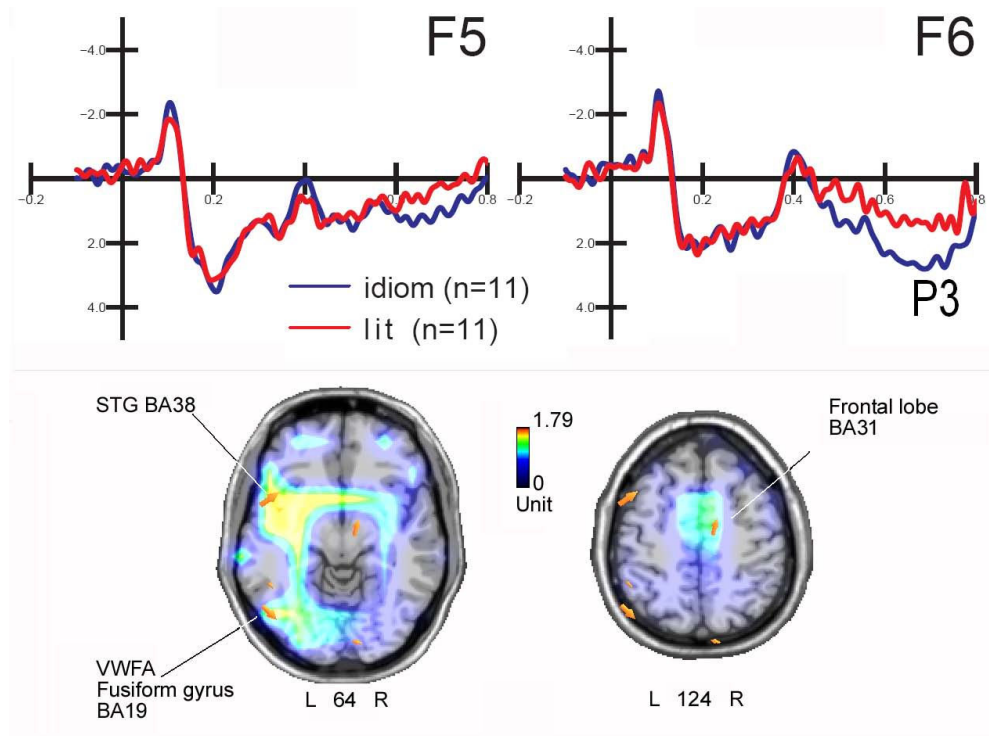 F5
−4.0
−2.0
−0.2
0.2
0.8
2.0
4.0
F6
−4.0
−2.0
−0.2
0.2
0.4
0.6
0.8
2.0
4.0
P3
idiom (n=11)
lit (n=11)
STG BA38
1.79
0
Unit
Frontal lobe
BA31
VWFA
Fusiform gyrus
BA19
L 64 R
L 124 R